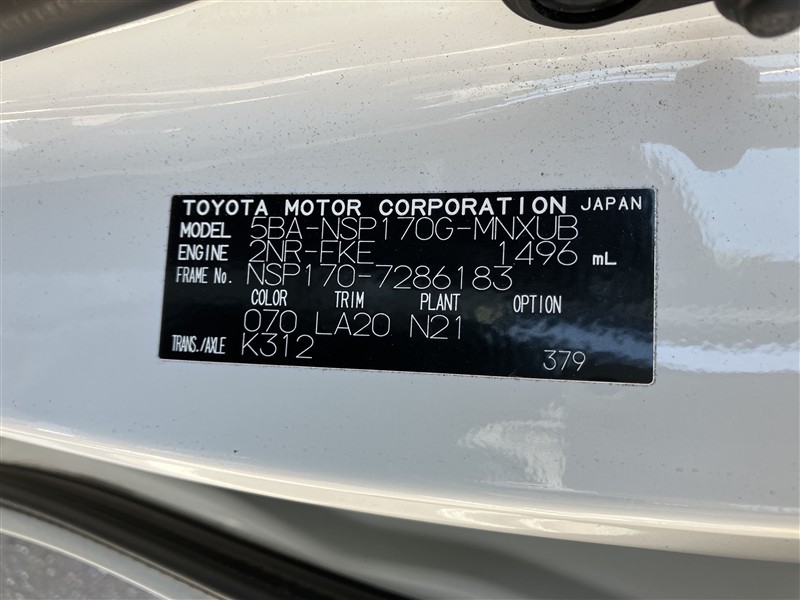 TOYOTA MOTOR CORPORATION JAPAN
MODEL 5BA-NSP170G-MNXUB
ENGINE 2NR-FKE 1496 mL
FRAME No. NSP170-7286183
COLOR TRIM PLANT OPTION
070 LA20 N21
TRANS./AXLE K312
379